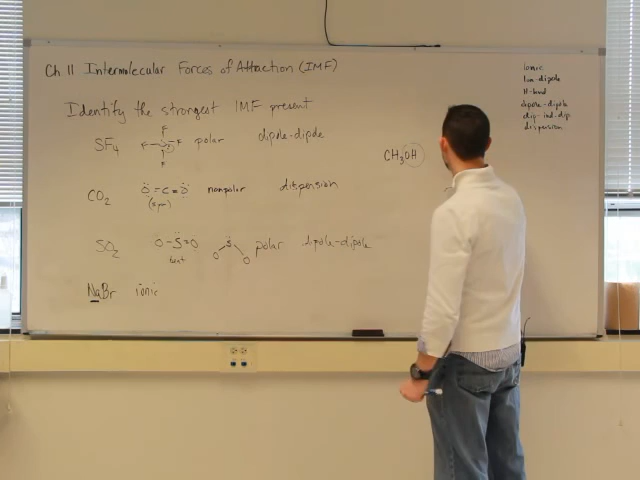 Ch 11 Intermolecular Forces of Attraction (IMF)
Identify the strongest IMF present
SF4 polar dipole-dipole
CO2 O=C=O nonpolar dispersion
SO2 O-S=O polar dipole-dipole
bent
NaBr ionic
CH3OH
ionic
Ion-dipole
H-bond
dipole-dipole
dip-ind.dip.
dispersion